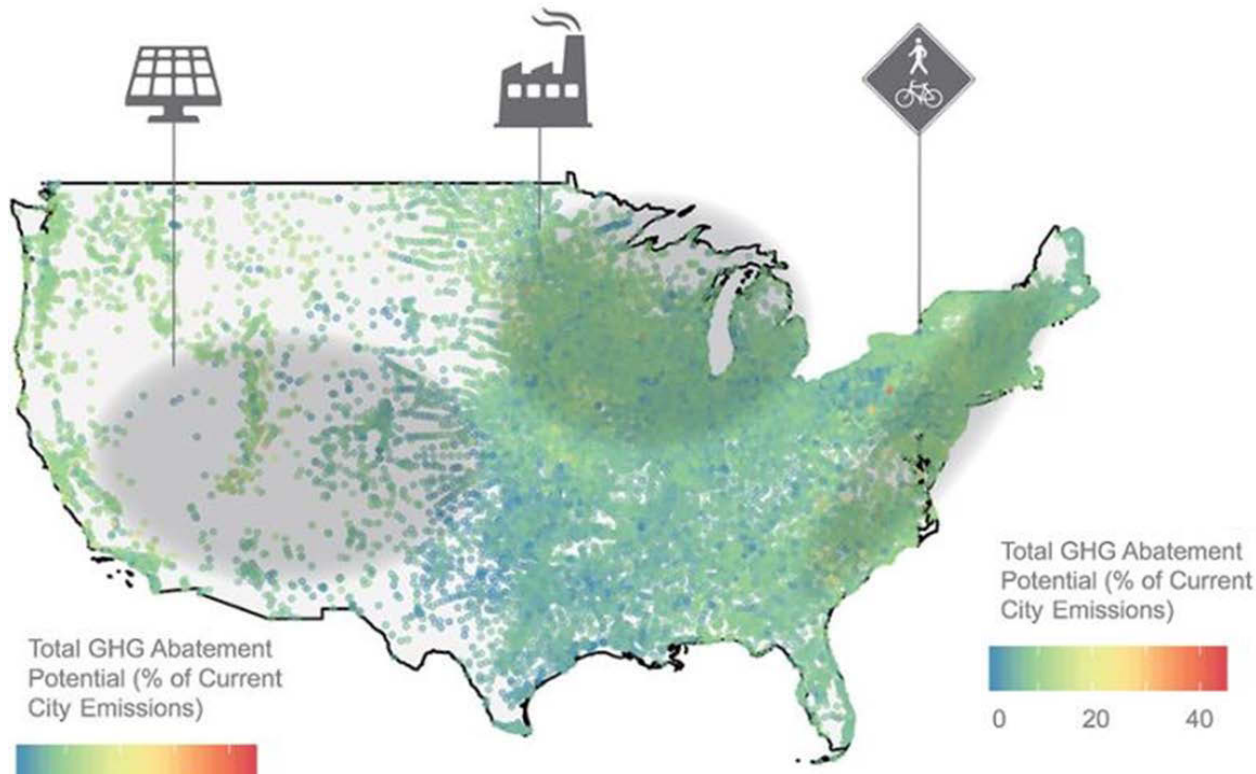 Total GHG Abatement
Potential (% of Current
City Emissions)
0 20 40
Total GHG Abatement
Potential (% of Current
City Emissions)